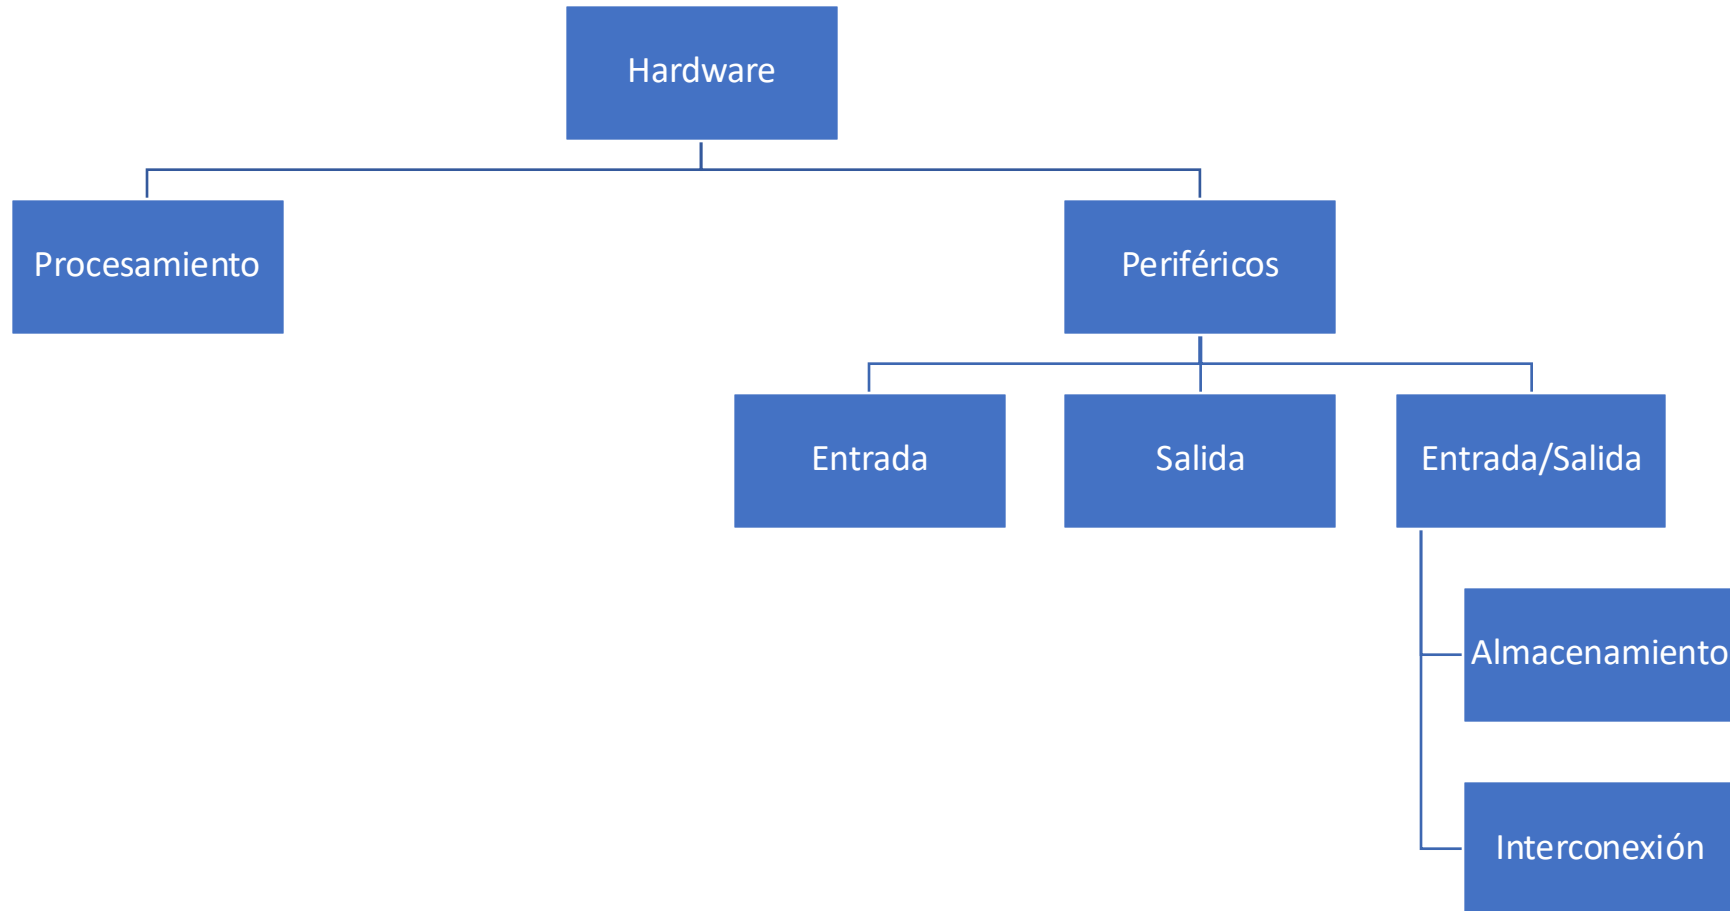 Hardware
Procesamiento
Periféricos
Entrada
Salida
Entrada/Salida
Almacenamiento
Interconexión